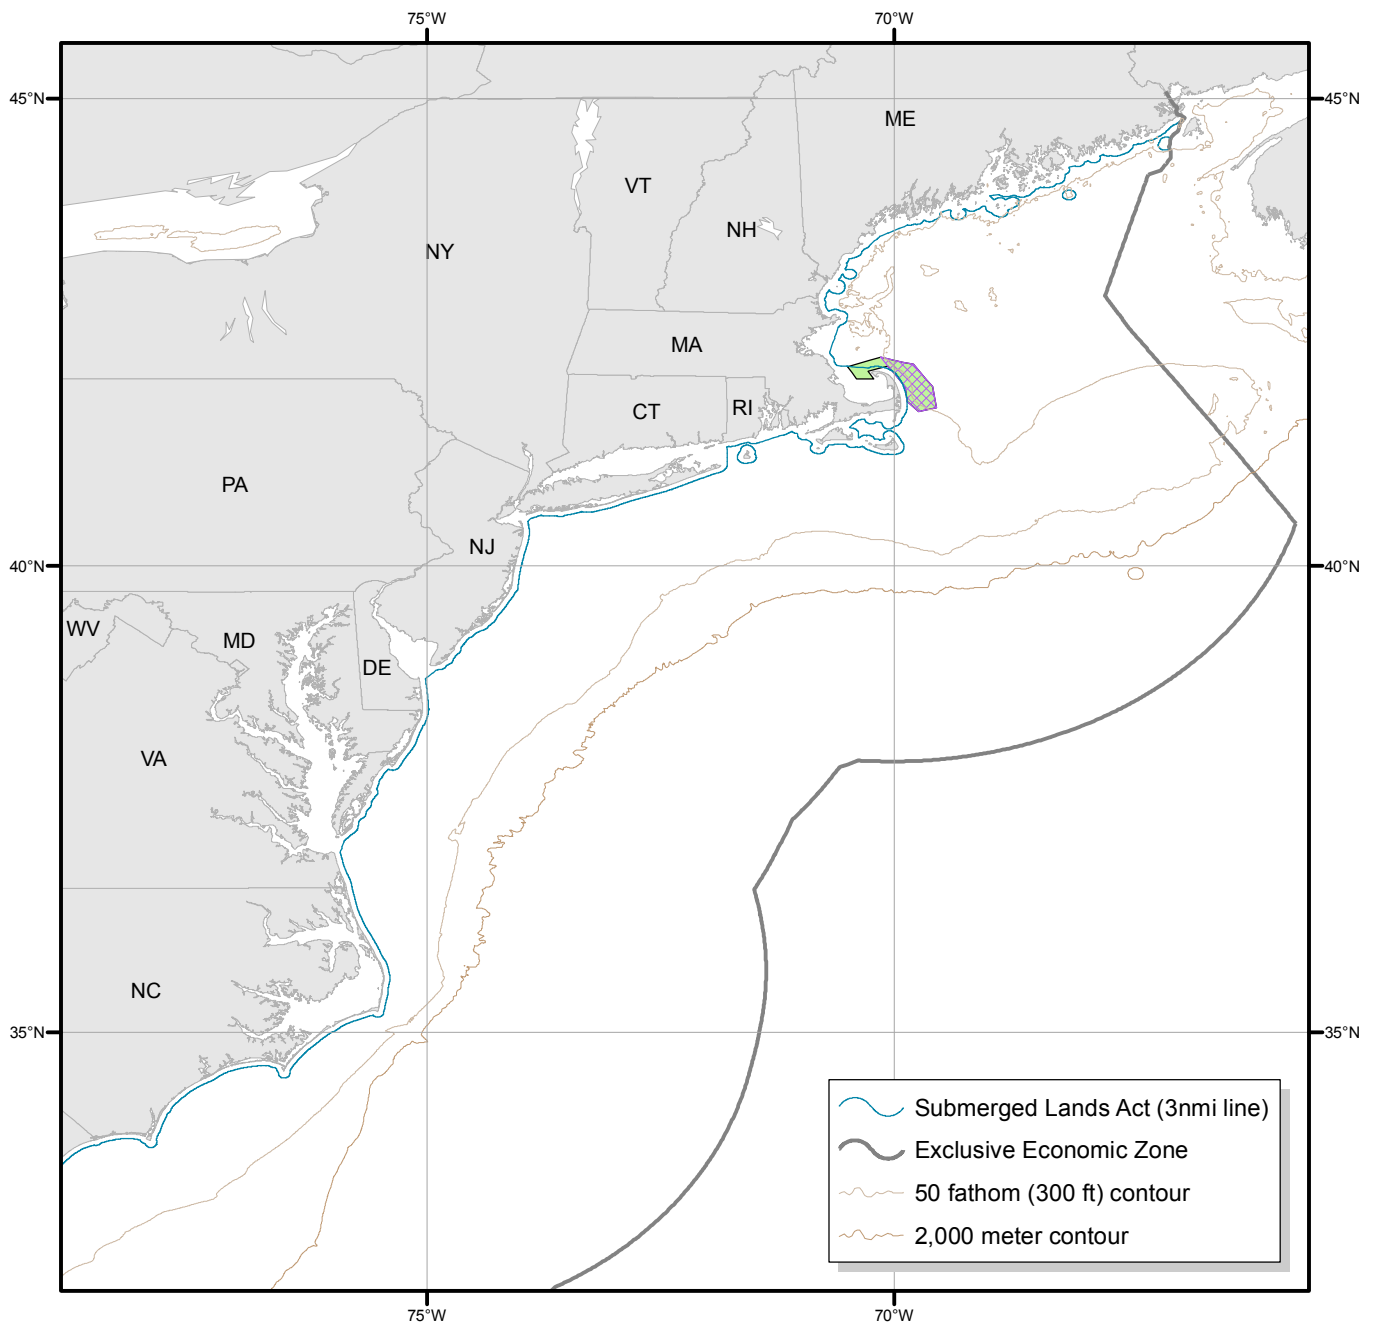 75°W
70°W
45°N
45°N
ME
VT
NH
NY
MA
CT
RI
PA
NJ
40°N
40°N
WV
MD
DE
VA
NC
35°N
35°N
Submerged Lands Act (3nmi line)
Exclusive Economic Zone
50 fathom (300 ft) contour
2,000 meter contour
75°W
70°W